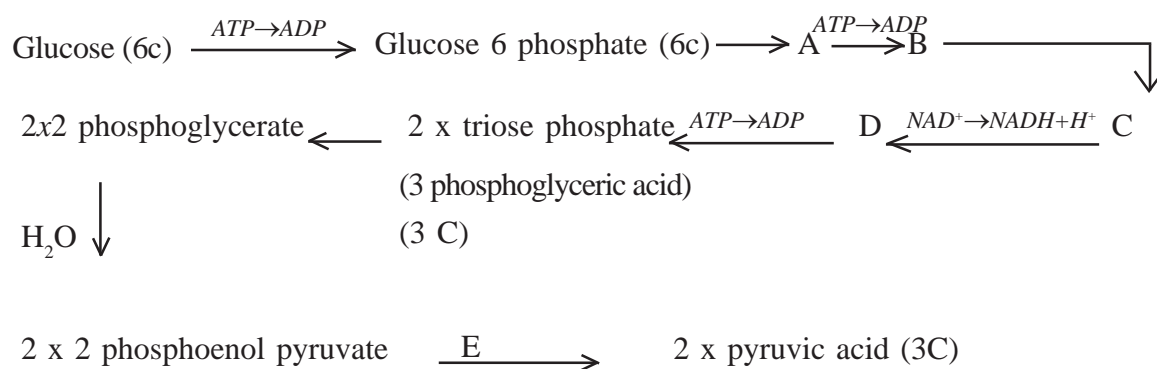 Glucose (6c) ATP→ADP Glucose 6 phosphate (6c) A ATP→ADP B
2x2 phosphoglycerate 2 x triose phosphate ATP→ADP D NAD⁺→NADH+H⁺ C
(3 phosphoglyceric acid)
H₂O (3 C)
2 x 2 phosphoenol pyruvate E 2 x pyruvic acid (3C)